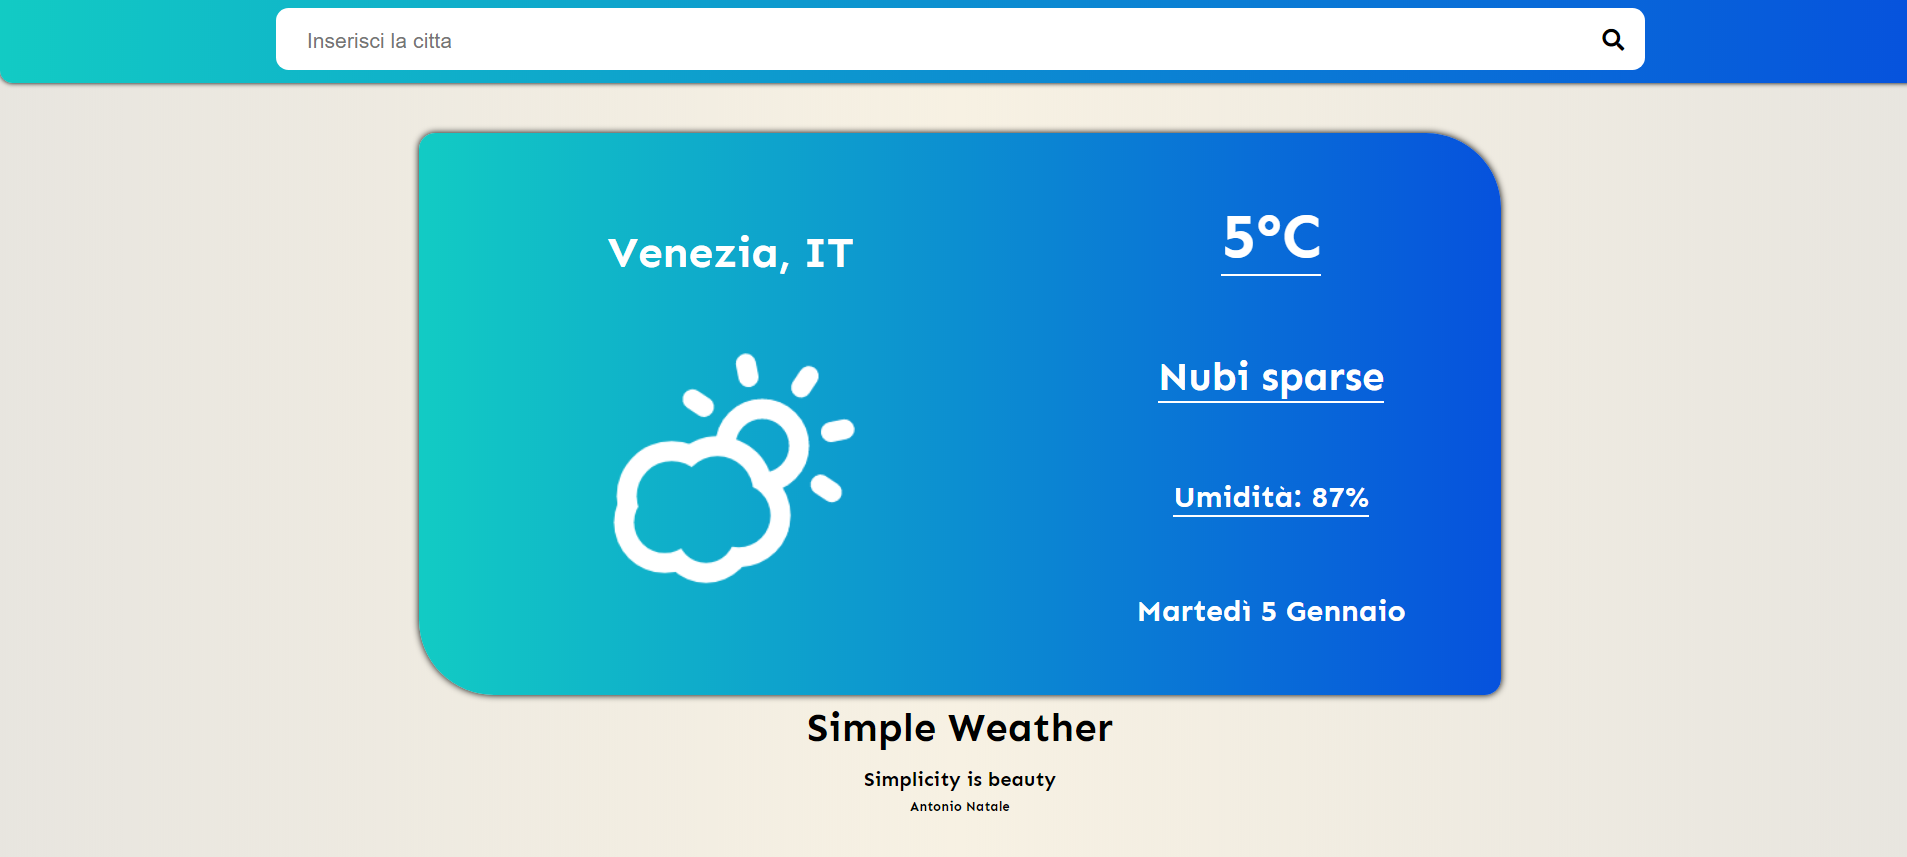 Inserisci la citta
Venezia, IT
5°C
Nubi sparse
Umidità: 87%
Martedì 5 Gennaio
Simple Weather
Simplicity is beauty
Antonio Natale